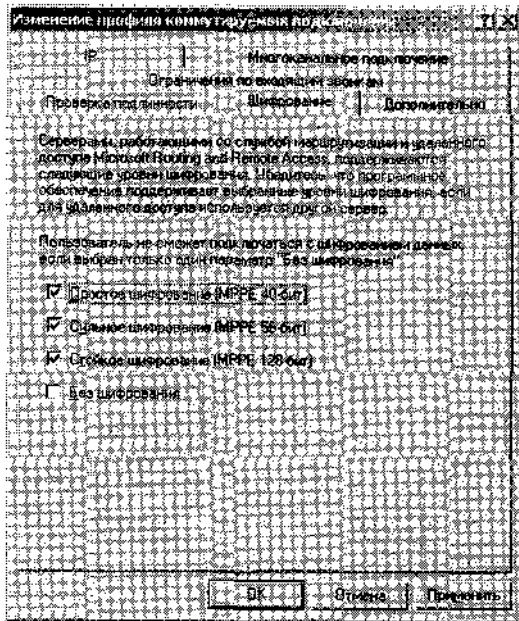 Изменение профиля коммутируемых подключений
IP
Многоканальное подключение
Ограничения по входящим звонкам
Проверка подлинности
Шифрование
Дополнительно
Серверами, работающими со службой маршрутизации и удаленного
доступа Microsoft Routing and Remote Access, поддерживаются
следующие уровни шифрования. Убедитесь, что программное
обеспечение поддерживает выбранные уровни шифрования, если
для удаленного доступа используется другой сервер.
Пользователь не сможет подключаться с шифрованием данных,
если выбран только один параметр "Без шифрования"
Простое шифрование (MPPE 40 бит)
Сильное шифрование (MPPE 56 бит)
Стойкое шифрование (MPPE 128 бит)
Без шифрования
OK
Отмена
Применить